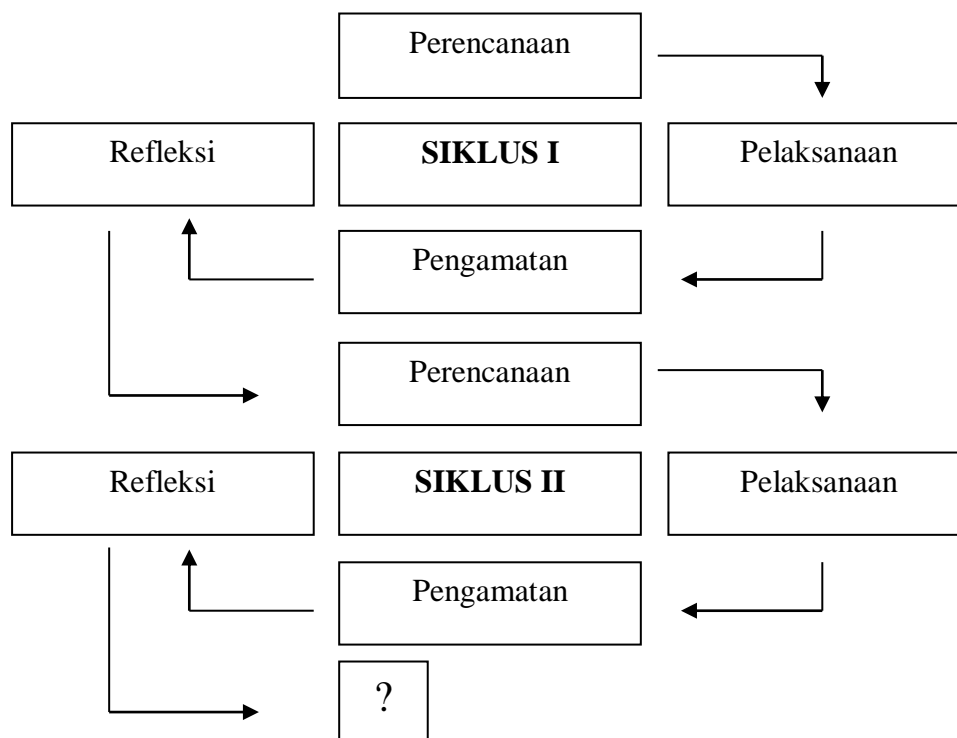 Perencanaan
Refleksi
SIKLUS I
Pelaksanaan
Pengamatan
Perencanaan
Refleksi
SIKLUS II
Pelaksanaan
Pengamatan
?